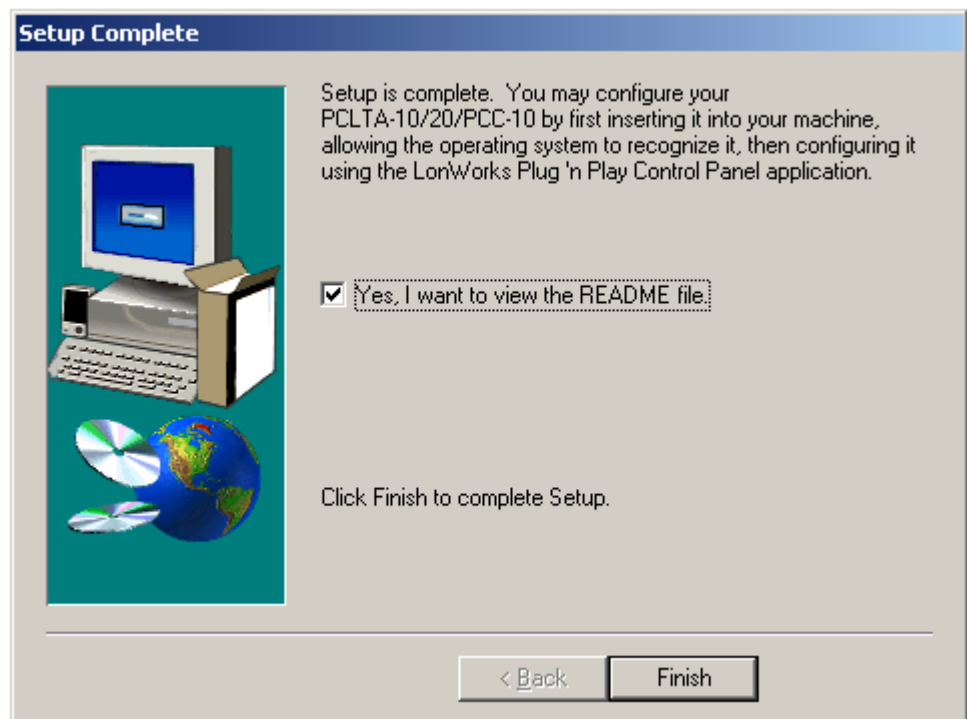 Setup Complete
Setup is complete.  You may configure your
PCLTA-10/20/PCC-10 by first inserting it into your machine,
allowing the operating system to recognize it, then configuring it
using the LonWorks Plug 'n Play Control Panel application.
Yes, I want to view the README file.
Click Finish to complete Setup.
< Back
Finish